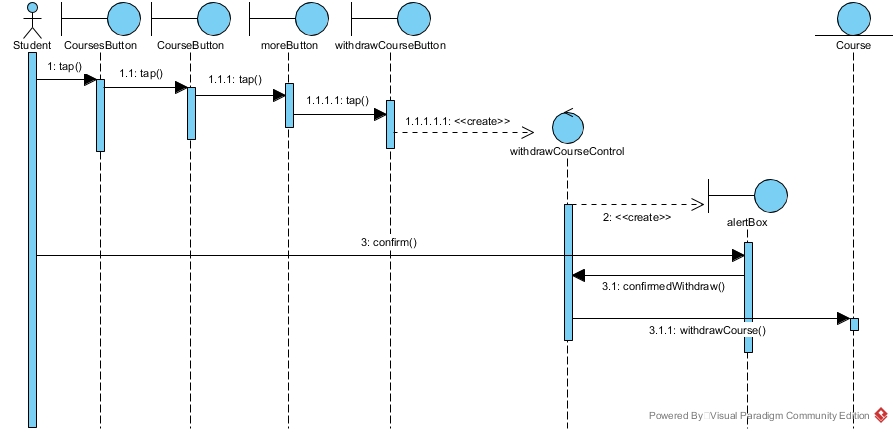 Student
CoursesButton
CourseButton
moreButton
withdrawCourseButton
Course
1: tap()
1.1: tap()
1.1.1: tap()
1.1.1.1: tap()
1.1.1.1.1: <<create>>
withdrawCourseControl
2: <<create>>
alertBox
3: confirm()
3.1: confirmedWithdraw()
3.1.1: withdrawCourse()
Powered By Visual Paradigm Community Edition